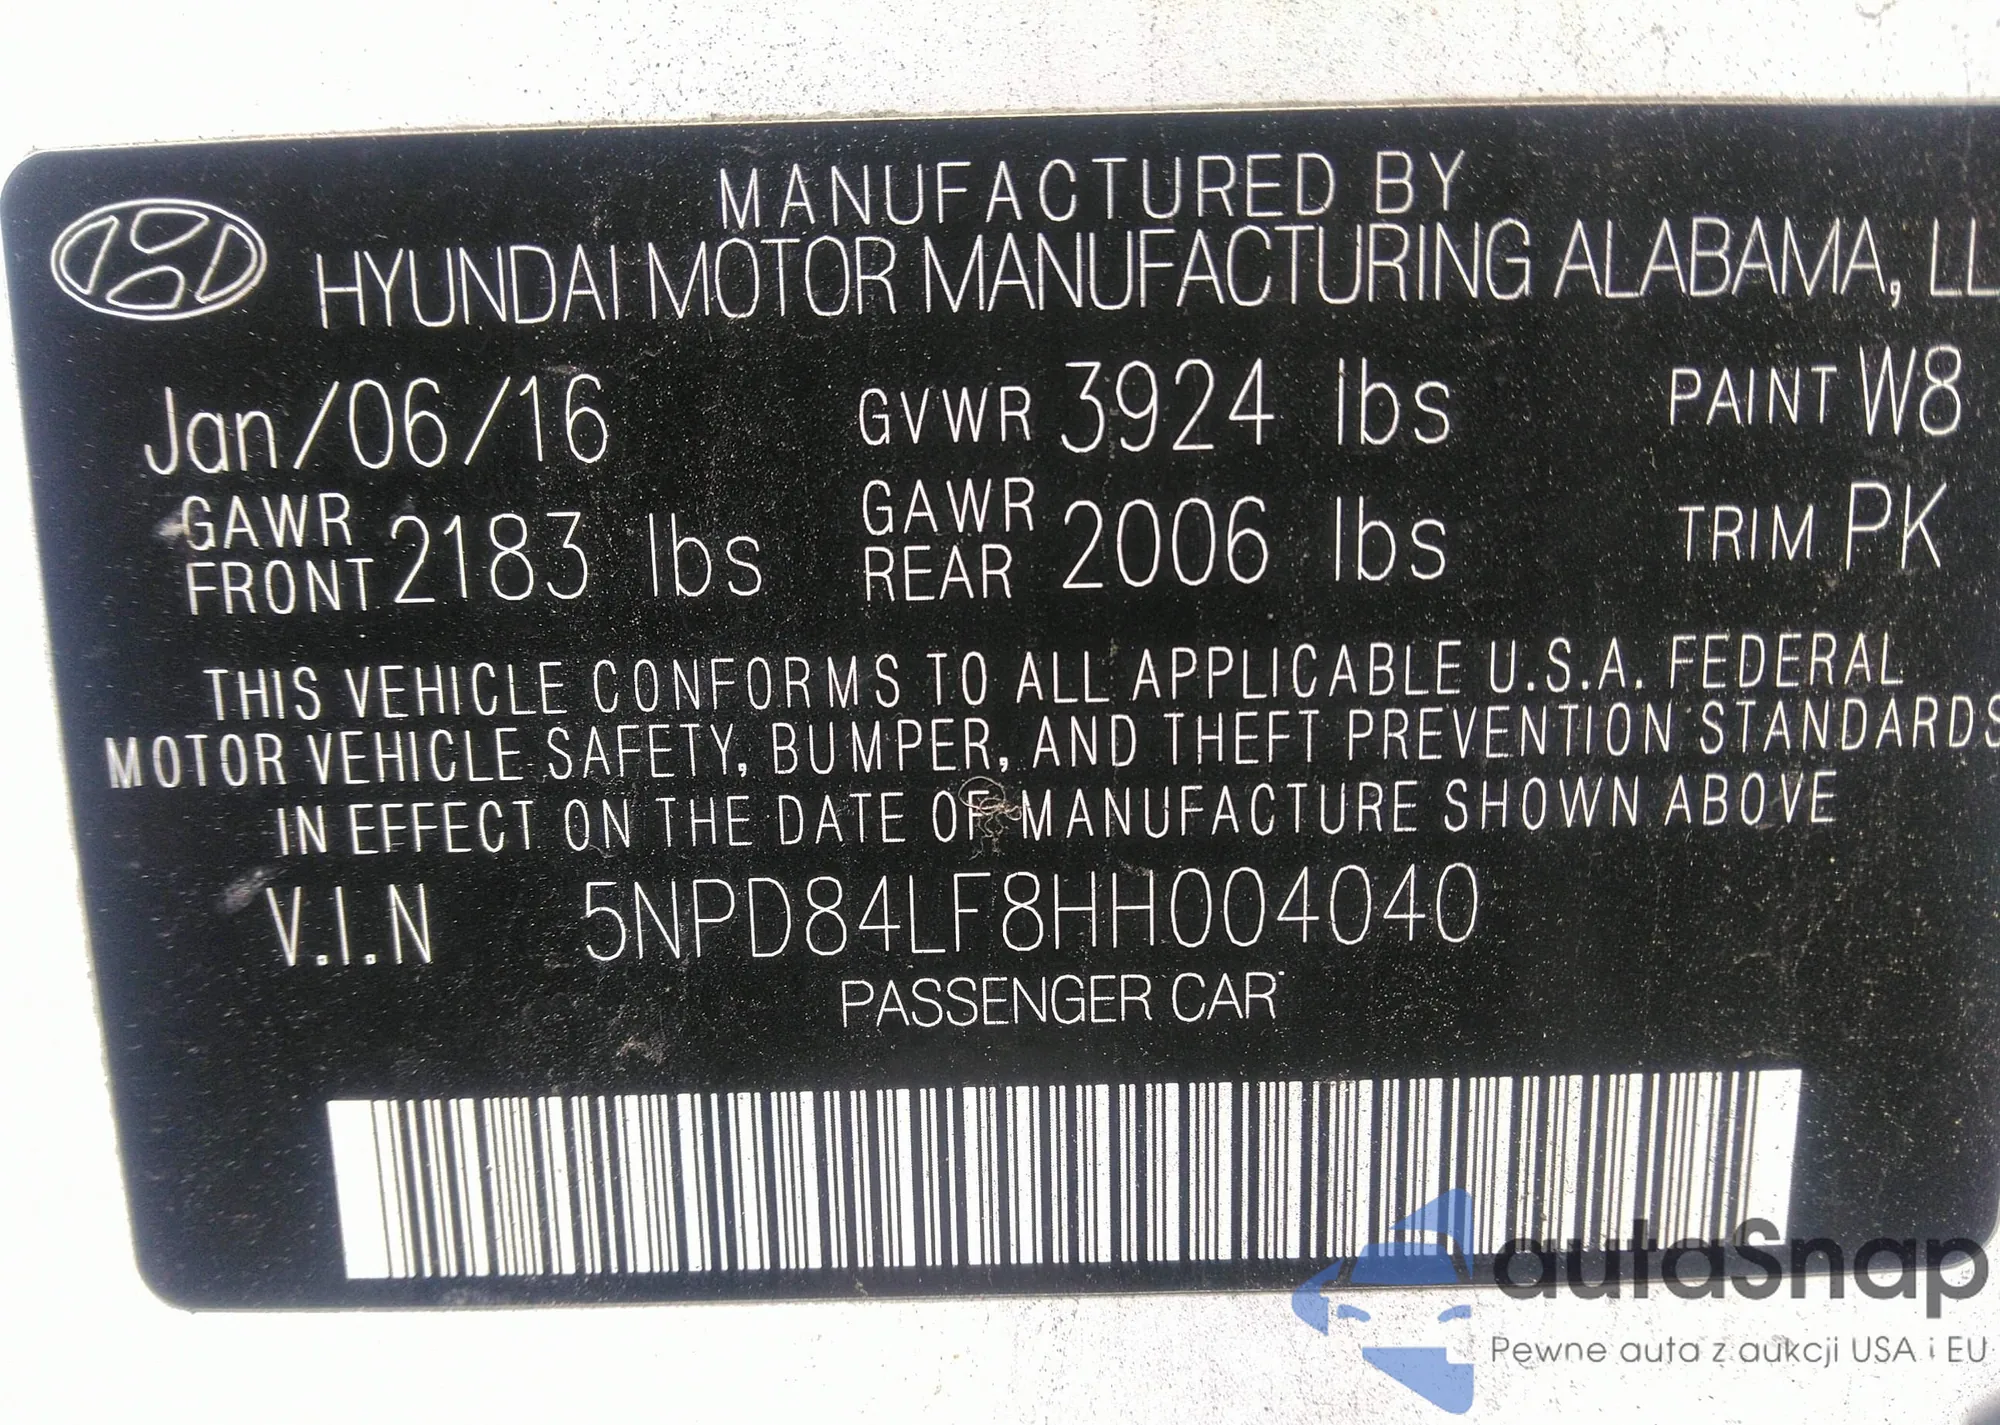 MANUFACTURED BY
HYUNDAI MOTOR MANUFACTURING ALABAMA, LL
Jan/06/16 GVWR 3924 lbs PAINT W8
GAWR FRONT 2183 lbs GAWR REAR 2006 lbs TRIM PK
THIS VEHICLE CONFORMS TO ALL APPLICABLE U.S.A. FEDERAL
MOTOR VEHICLE SAFETY, BUMPER, AND THEFT PREVENTION STANDARDS
IN EFFECT ON THE DATE OF MANUFACTURE SHOWN ABOVE
V.I.N 5NPD84LF8HH004040
PASSENGER CAR
autaSnap
Pewne auta z aukcji USA i EU